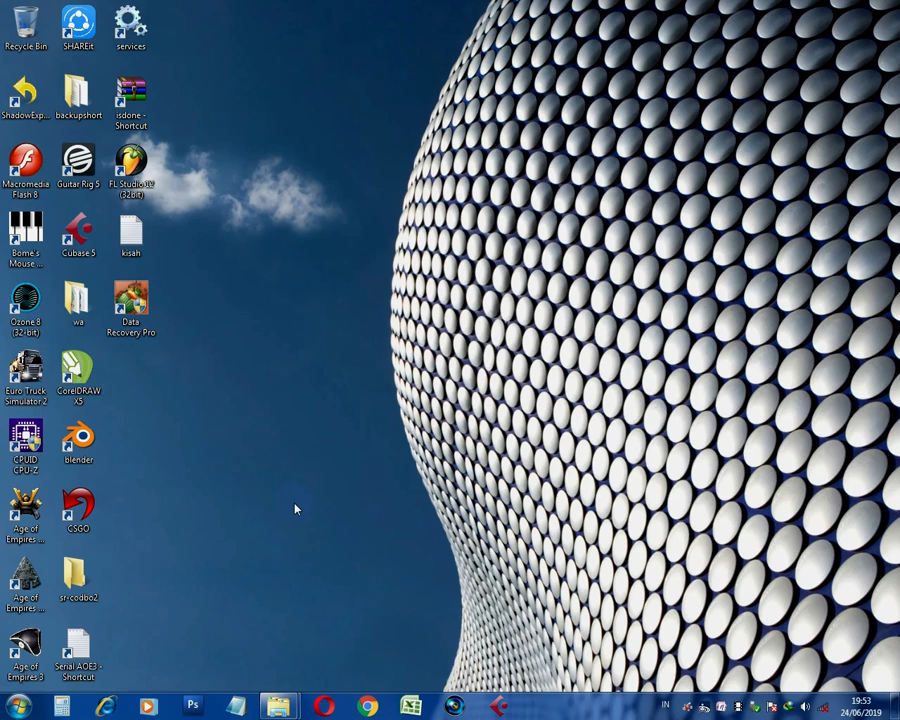 Recycle Bin
SHAREit
services
ShadowExp...
backupshort
isdone -
Shortcut
Macromedia
Flash 8
Guitar Rig 5
FL Studio 12
(32bit)
Bome's
Mouse ...
Cubase 5
kisah
Ozone 8
(32-bit)
wa
Data
Recovery Pro
Euro Truck
Simulator 2
CorelDRAW
X5
CPUID
CPU-Z
blender
Age of
Empires ...
CSGO
Age of
Empires ...
sr-codbo2
Age of
Empires 3
Serial AOE3 -
Shortcut
Ps
IN
19:53
24/06/2019